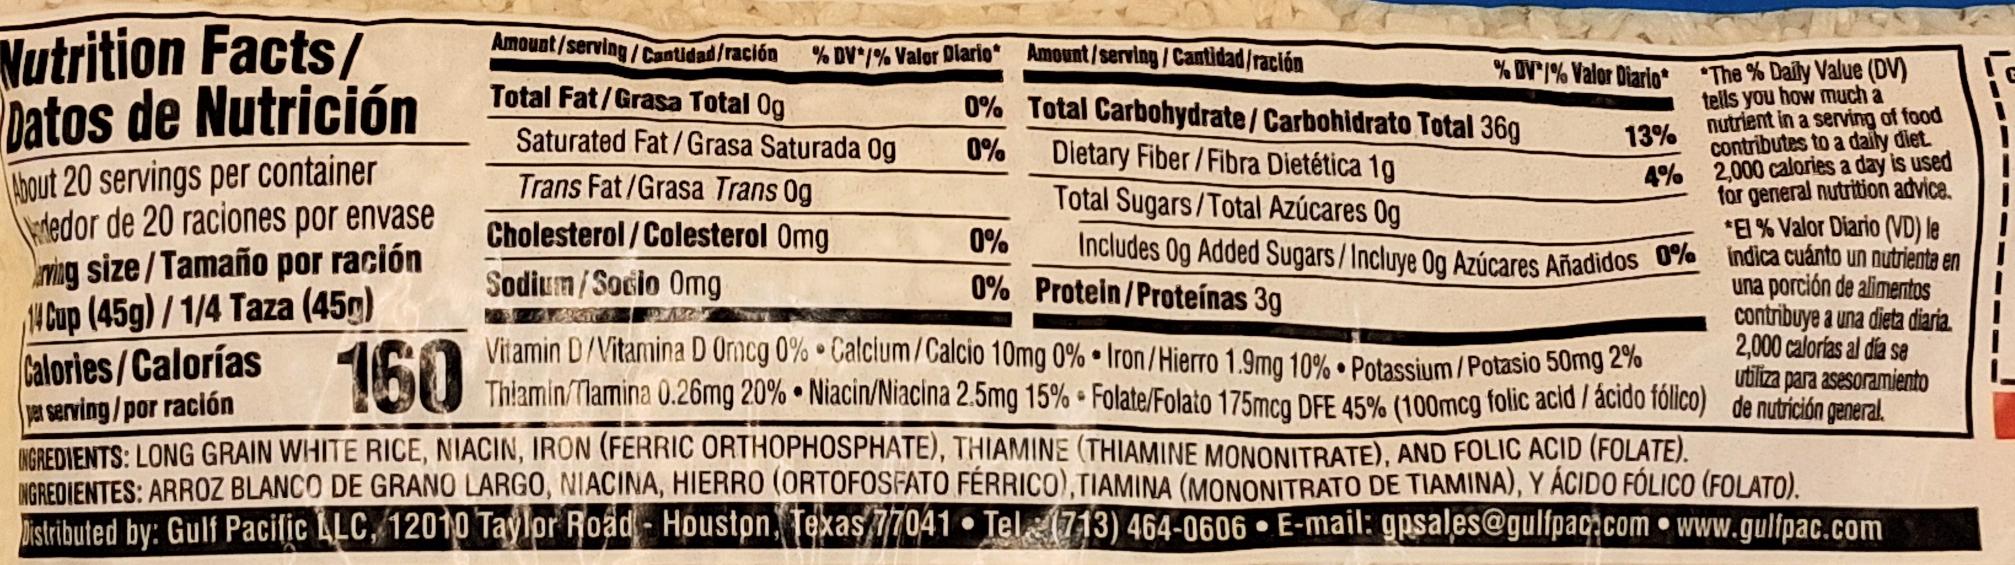 Nutrition Facts/
Datos de Nutrición
About 20 servings per container
de 20 raciones por envase
size / Tamaño por ración
1/4 Cup (45g) / 1/4 Taza (45g)
Calories/Calorías 160
per serving/por ración
Amount/serving / Cantidad/ración % DV*/% Valor Diario*
Total Fat/Grasa Total 0g 0%
Saturated Fat/Grasa Saturada 0g 0%
Trans Fat/Grasa Trans 0g
Cholesterol/Colesterol 0mg 0%
Sodium/Sodio 0mg 0%
Amount/serving / Cantidad/ración % DV*/% Valor Diario*
Total Carbohydrate/Carbohidrato Total 36g 13%
Dietary Fiber/Fibra Dietética 1g 4%
Total Sugars/Total Azúcares 0g
Includes 0g Added Sugars/Incluye 0g Azúcares Añadidos 0%
Protein/Proteínas 3g
Vitamin D/Vitamina D 0mcg 0% • Calcium/Calcio 10mg 0% • Iron/Hierro 1.9mg 10% • Potassium/Potasio 50mg 2%
Thiamin/Tiamina 0.26mg 20% • Niacin/Niacina 2.5mg 15% • Folate/Folato 175mcg DFE 45% (100mcg folic acid / ácido fólico)
*The % Daily Value (DV)
tells you how much a
nutrient in a serving of food
contributes to a daily diet.
2,000 calories a day is used
for general nutrition advice.
*El % Valor Diario (VD) le
indica cuánto un nutriente en
una porción de alimentos
contribuye a una dieta diaria.
2,000 calorías al día se
utiliza para asesoramiento
de nutrición general.
INGREDIENTS: LONG GRAIN WHITE RICE, NIACIN, IRON (FERRIC ORTHOPHOSPHATE), THIAMINE (THIAMINE MONONITRATE), AND FOLIC ACID (FOLATE).
INGREDIENTES: ARROZ BLANCO DE GRANO LARGO, NIACINA, HIERRO (ORTOFOSFATO FÉRRICO), TIAMINA (MONONITRATO DE TIAMINA), Y ÁCIDO FÓLICO (FOLATO).
Distributed by: Gulf Pacific LLC, 12010 Taylor Road - Houston, Texas 77041 • Tel.: (713) 464-0606 • E-mail: gpsales@gulfpac.com • www.gulfpac.com